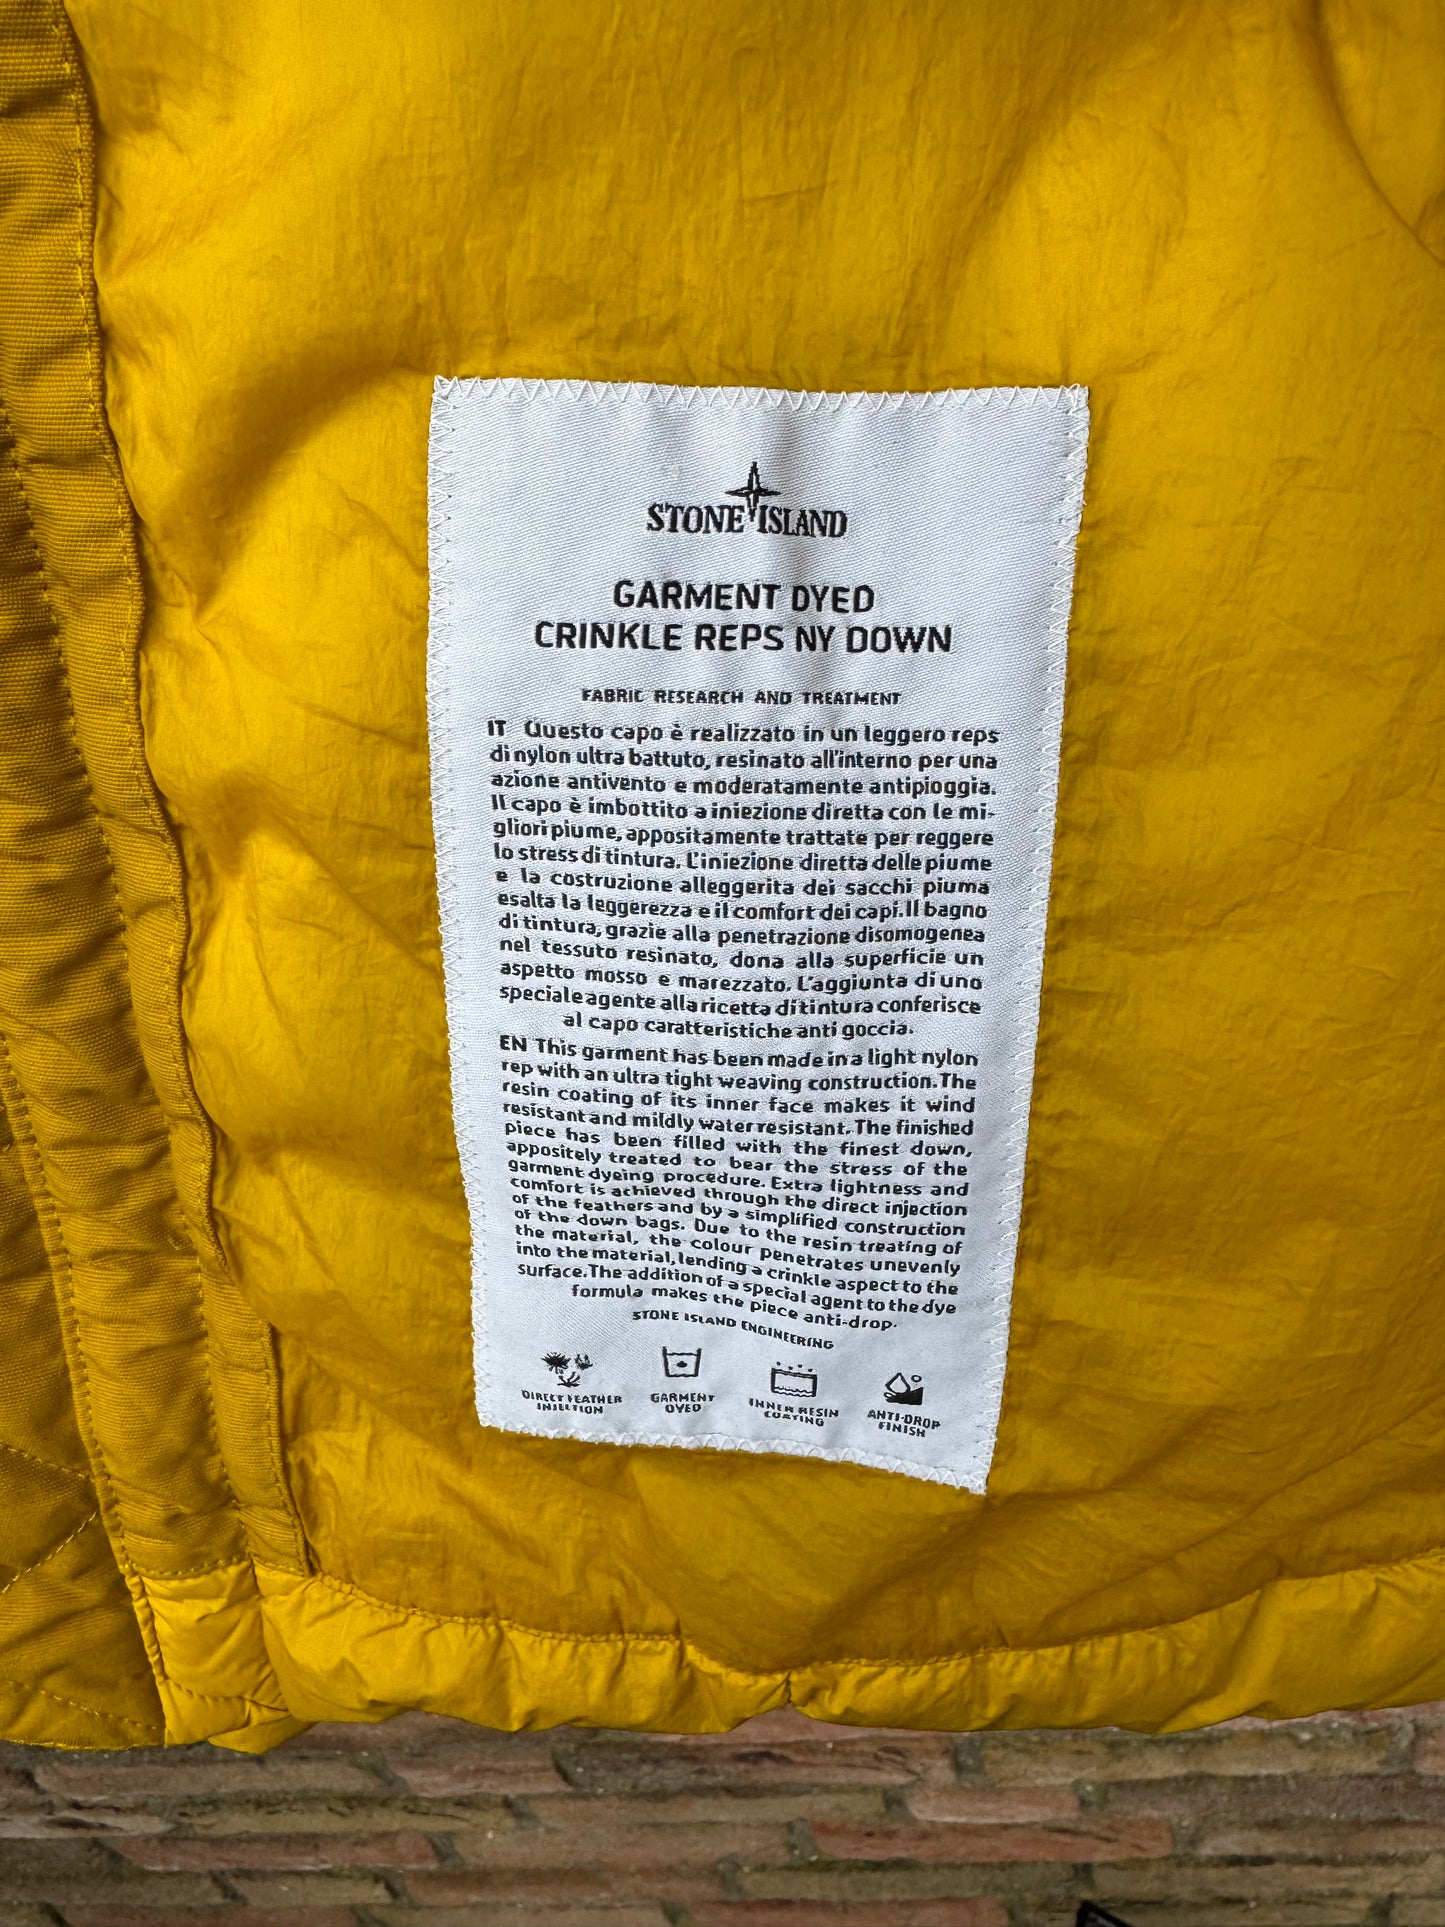 STONE ISLAND
GARMENT DYED
CRINKLE REPS NY DOWN
FABRIC RESEARCH AND TREATMENT
IT Questo capo è realizzato in un leggero reps
di nylon ultra battuto, resinato all'interno per una
azione antivento e moderatamente antipioggia.
Il capo è imbottito a iniezione diretta con le mi-
gliori piume, appositamente trattate per reggere
lo stress di tintura. L'iniezione diretta delle piume
e la costruzione alleggerita dei sacchi piuma
esalta la leggerezza e il comfort dei capi. Il bagno
di tintura, grazie alla penetrazione disomogenea
nel tessuto resinato, dona alla superficie un
aspetto mosso e marezzato. L'aggiunta di uno
speciale agente alla ricetta di tintura conferisce
al capo caratteristiche anti goccia.
EN This garment has been made in a light nylon
rep with an ultra tight weaving construction. The
resin coating of its inner face makes it wind
resistant and mildly water resistant. The finished
piece has been filled with the finest down,
appositely treated to bear the stress of the
garment dyeing procedure. Extra lightness and
comfort is achieved through the direct injection
of the feathers and by a simplified construction
of the down bags. Due to the resin treating of
the material, the colour penetrates unevenly
into the material, lending a crinkle aspect to the
surface. The addition of a special agent to the dye
formula makes the piece anti-drop.
STONE ISLAND ENGINEERING
DIRECT FEATHER
INJECTION
GARMENT
DYED
INNER RESIN
COATING
ANTI-DROP
FINISH